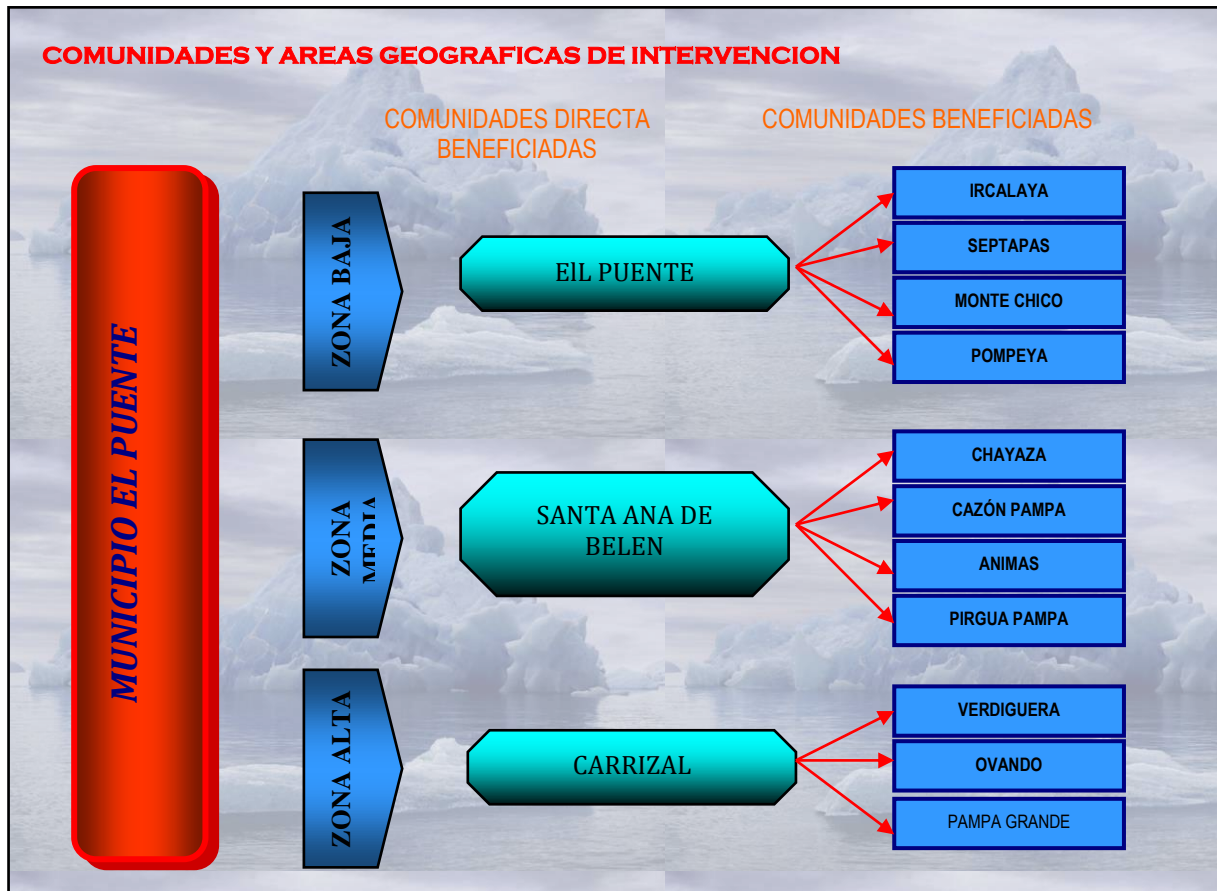 COMUNIDADES Y AREAS GEOGRAFICAS DE INTERVENCION
COMUNIDADES DIRECTA
BENEFICIADAS
COMUNIDADES BENEFICIADAS
MUNICIPIO EL PUENTE
ZONA BAJA
ElL PUENTE
IRCALAYA
SEPTAPAS
MONTE CHICO
POMPEYA
ZONA
MEDIA
SANTA ANA DE
BELEN
CHAYAZA
CAZÓN PAMPA
ANIMAS
PIRGUA PAMPA
ZONA ALTA
CARRIZAL
VERDIGUERA
OVANDO
PAMPA GRANDE